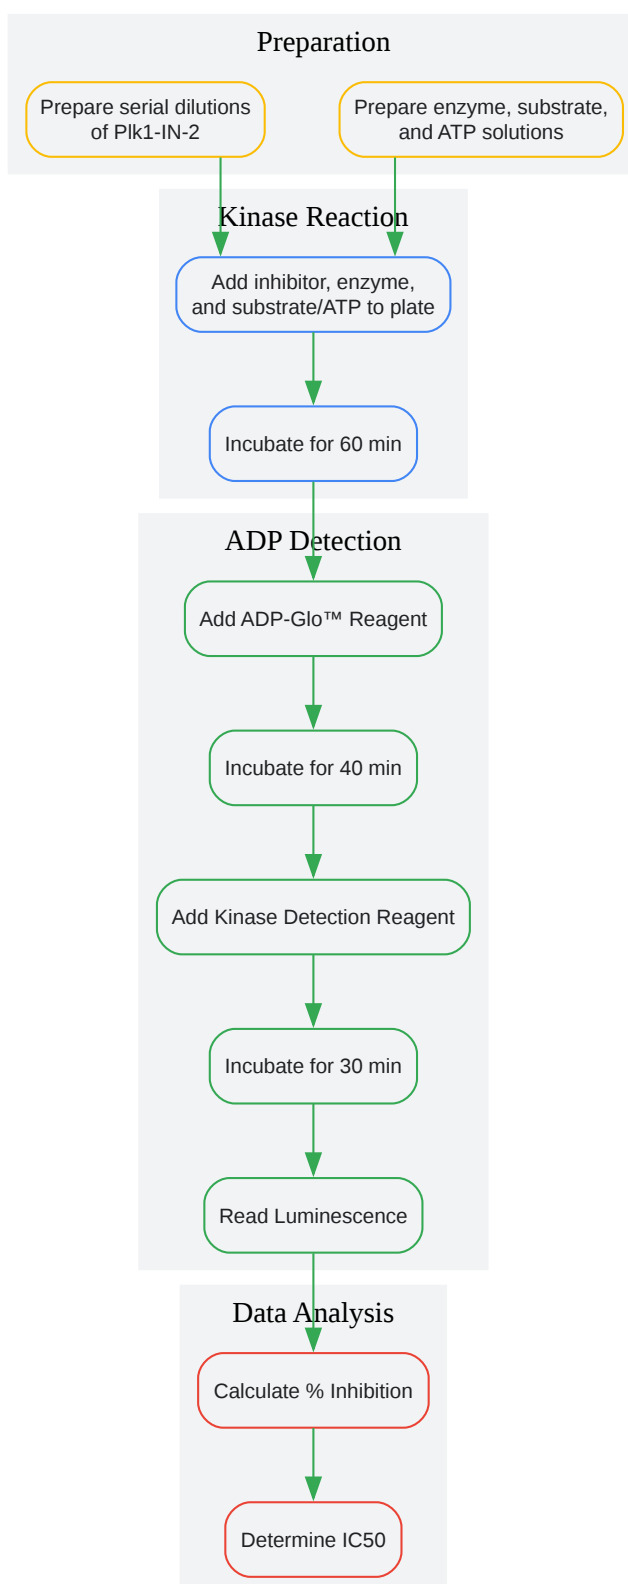 Preparation
Prepare serial dilutions
of Plk1-IN-2
Prepare enzyme, substrate,
and ATP solutions
Kinase Reaction
Add inhibitor, enzyme,
and substrate/ATP to plate
Incubate for 60 min
ADP Detection
Add ADP-Glo™ Reagent
Incubate for 40 min
Add Kinase Detection Reagent
Incubate for 30 min
Read Luminescence
Data Analysis
Calculate % Inhibition
Determine IC50